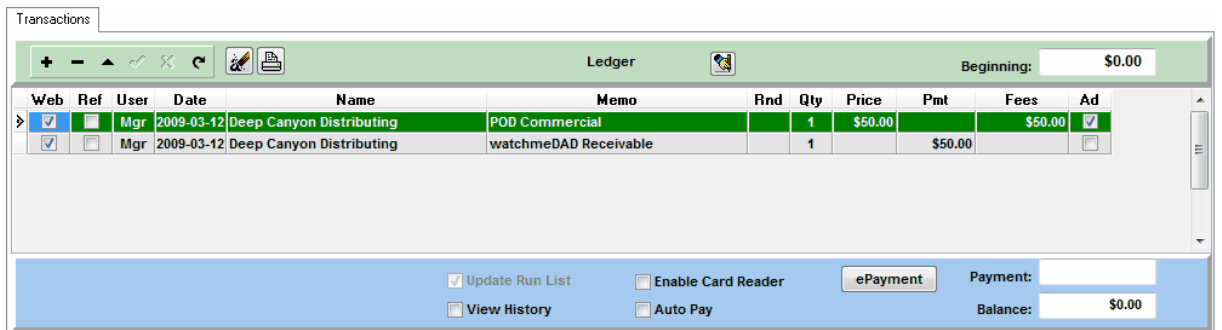 Transactions
Ledger Beginning: $0.00
Web Ref User Date Name Memo Rnd Qty Price Pmt Fees Ad
Mgr 2009-03-12 Deep Canyon Distributing POD Commercial 1 $50.00 $50.00
Mgr 2009-03-12 Deep Canyon Distributing watchmeDAD Receivable 1 $50.00
Update Run List Enable Card Reader ePayment Payment:
View History Auto Pay Balance: $0.00